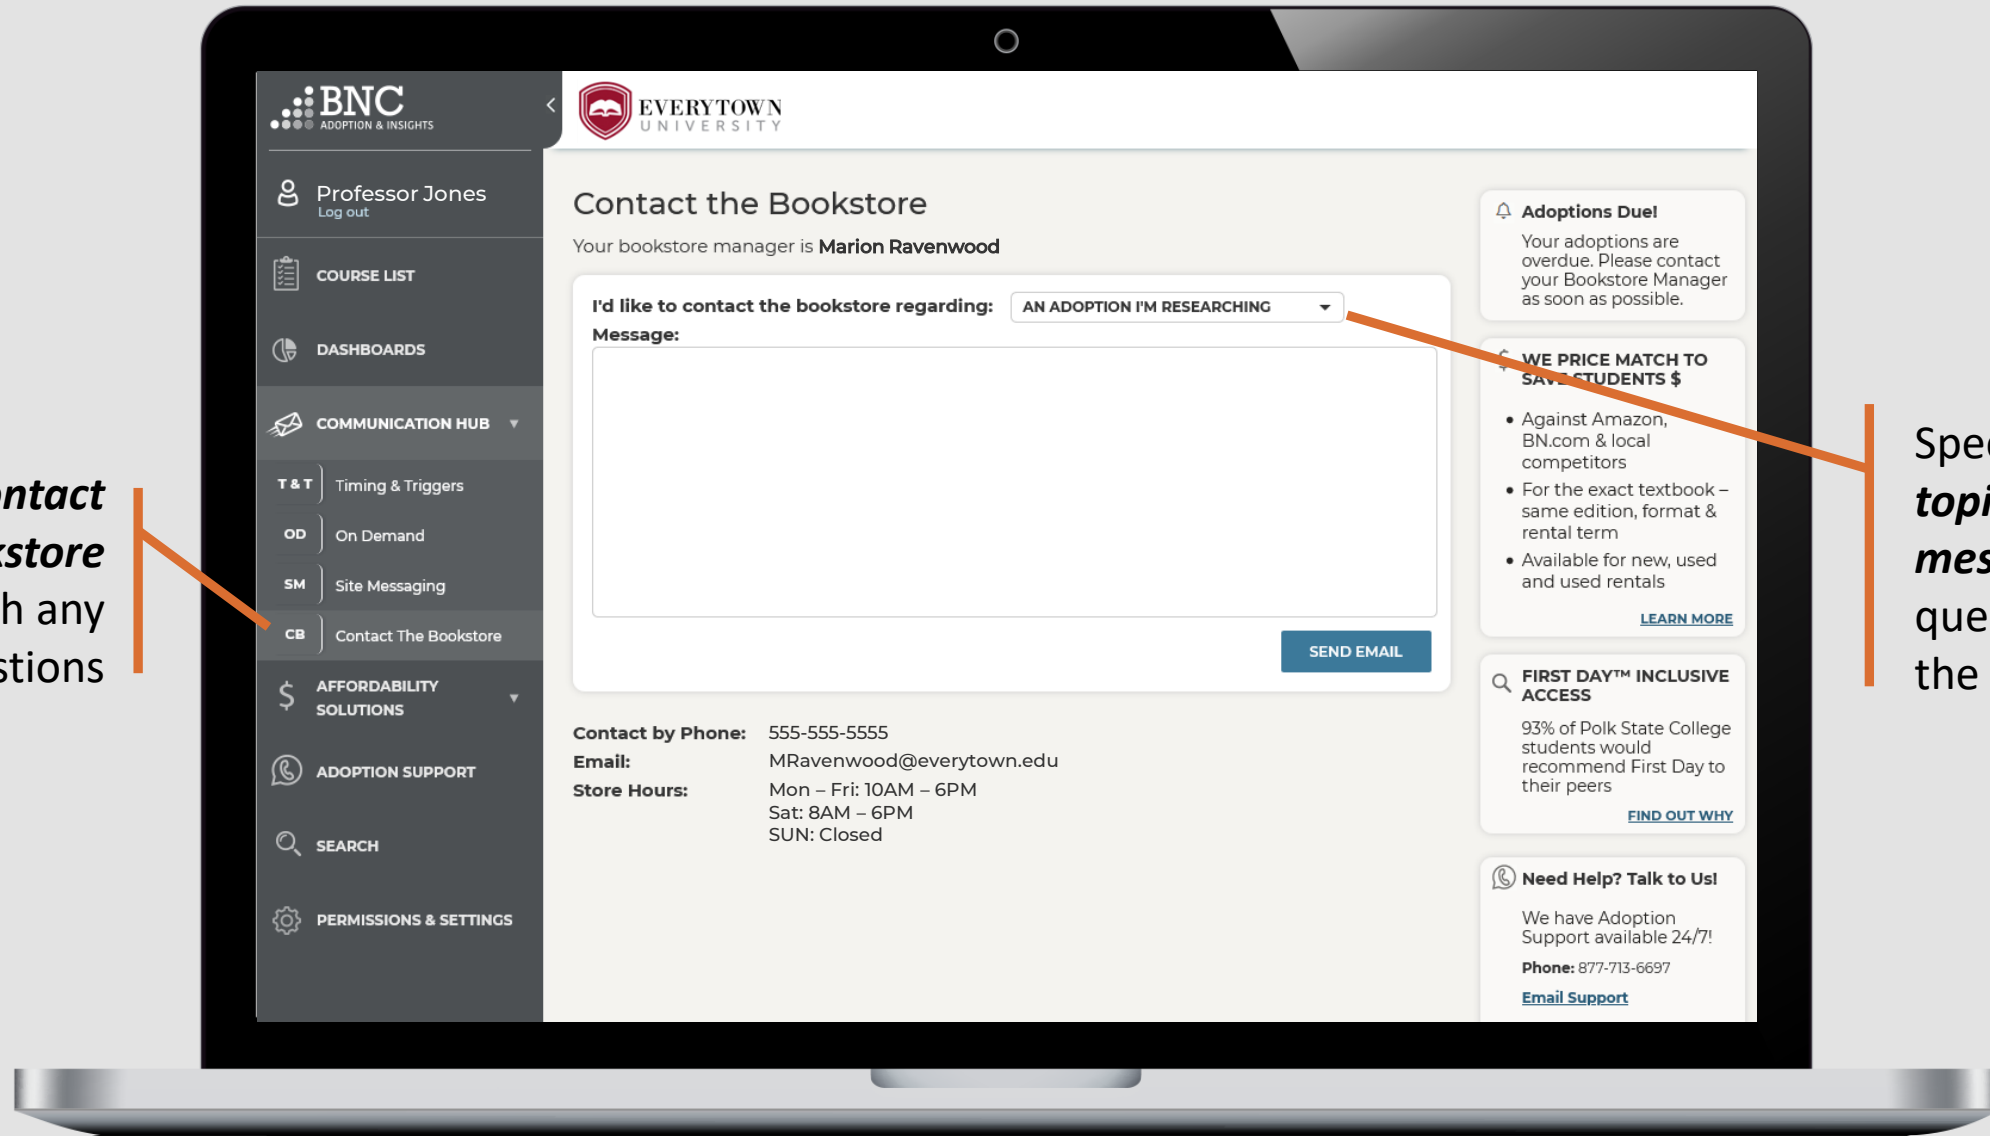 BNC
ADOPTION & INSIGHTS
Professor Jones
Log out
COURSE LIST
DASHBOARDS
COMMUNICATION HUB
T & T Timing & Triggers
OD On Demand
SM Site Messaging
CB Contact The Bookstore
AFFORDABILITY
SOLUTIONS
ADOPTION SUPPORT
SEARCH
PERMISSIONS & SETTINGS
EVERYTOWN
UNIVERSITY
Contact the Bookstore
Your bookstore manager is Marion Ravenwood
I'd like to contact the bookstore regarding: AN ADOPTION I'M RESEARCHING
Message:
SEND EMAIL
Contact by Phone: 555-555-5555
Email: MRavenwood@everytown.edu
Store Hours: Mon – Fri: 10AM – 6PM
Sat: 8AM – 6PM
SUN: Closed
Adoptions Due!
Your adoptions are
overdue. Please contact
your Bookstore Manager
as soon as possible.
$ WE PRICE MATCH TO
SAVE STUDENTS $
• Against Amazon,
BN.com & local
competitors
• For the exact textbook –
same edition, format &
rental term
• Available for new, used
and used rentals
LEARN MORE
FIRST DAY™ INCLUSIVE
ACCESS
93% of Polk State College
students would
recommend First Day to
their peers
FIND OUT WHY
Need Help? Talk to Us!
We have Adoption
Support available 24/7!
Phone: 877-713-6697
Email Support
any
the